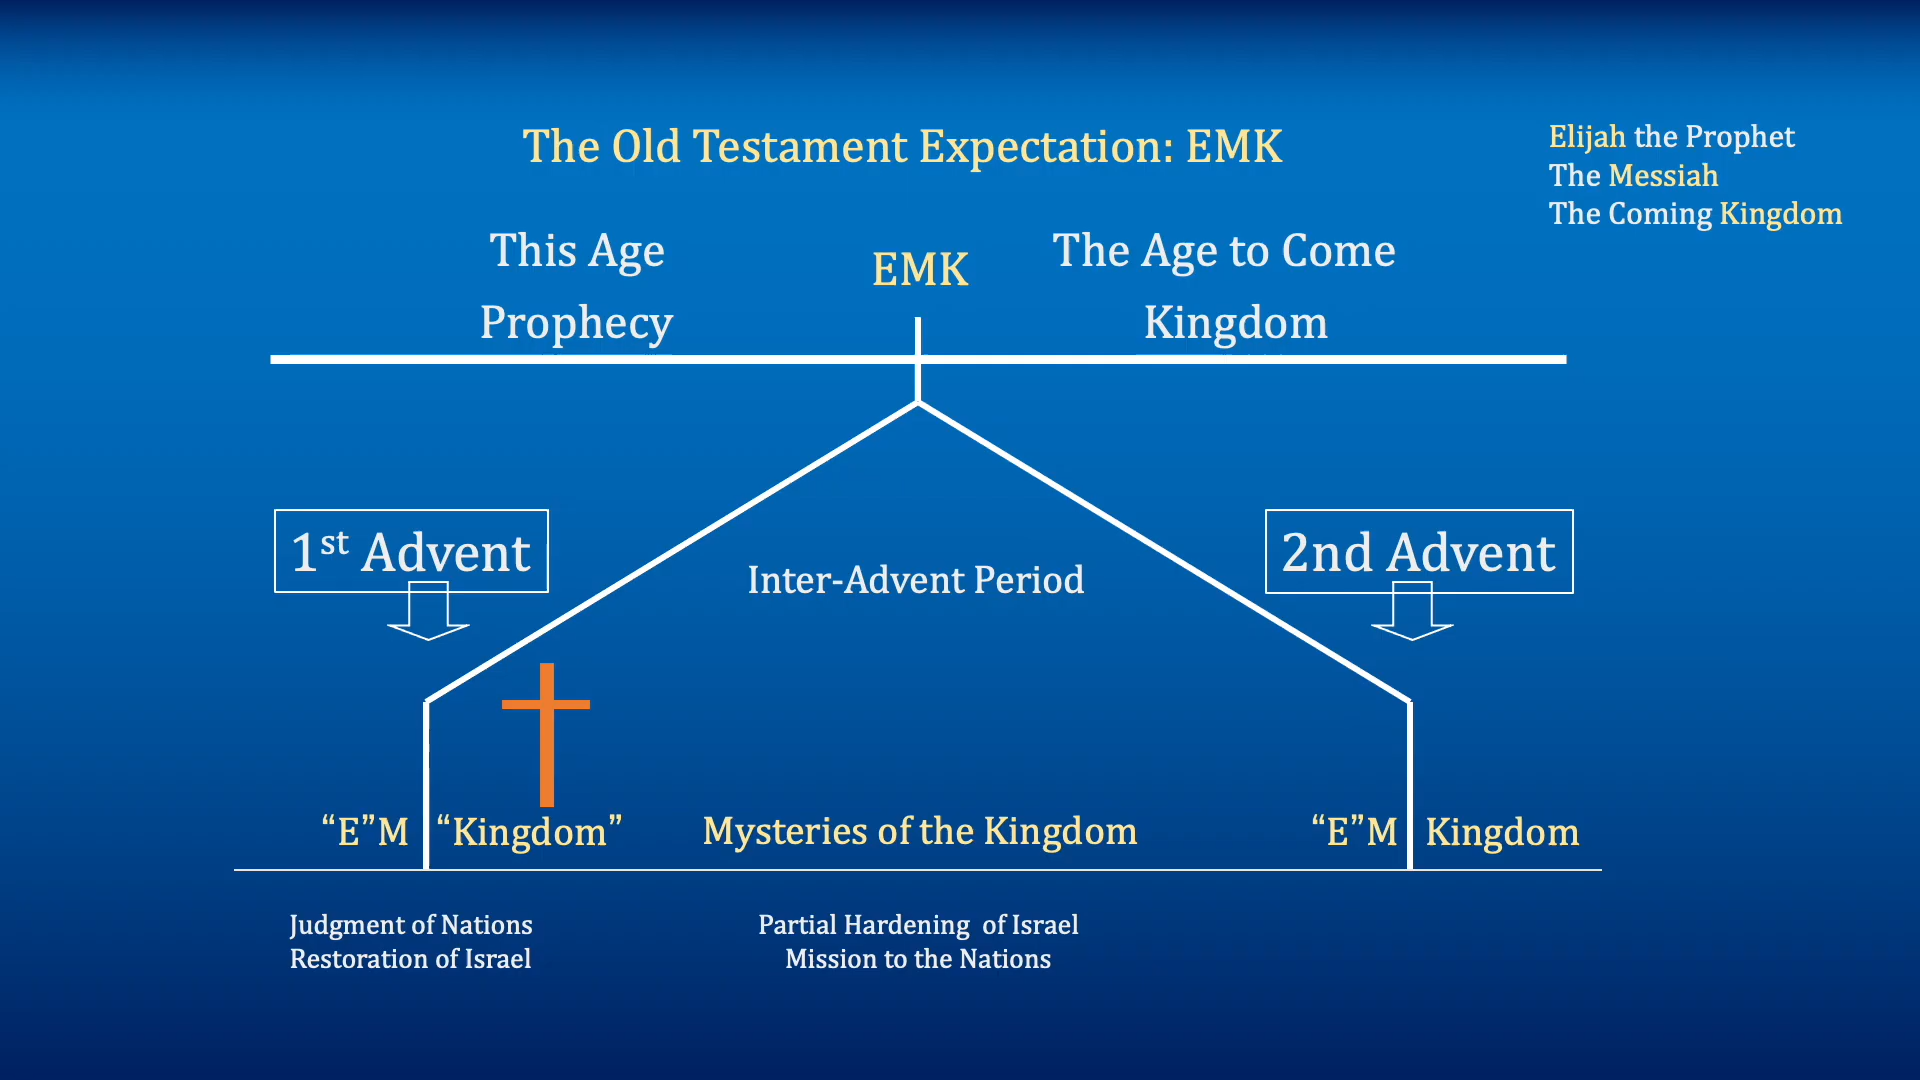 The Old Testament Expectation: EMK
Elijah the Prophet
The Messiah
The Coming Kingdom
This Age
EMK
The Age to Come
Prophecy
Kingdom
1st Advent
2nd Advent
Inter-Advent Period
“E”M
“Kingdom”
Mysteries of the Kingdom
“E”M
Kingdom
Judgment of Nations
Restoration of Israel
Partial Hardening  of Israel
Mission to the Nations